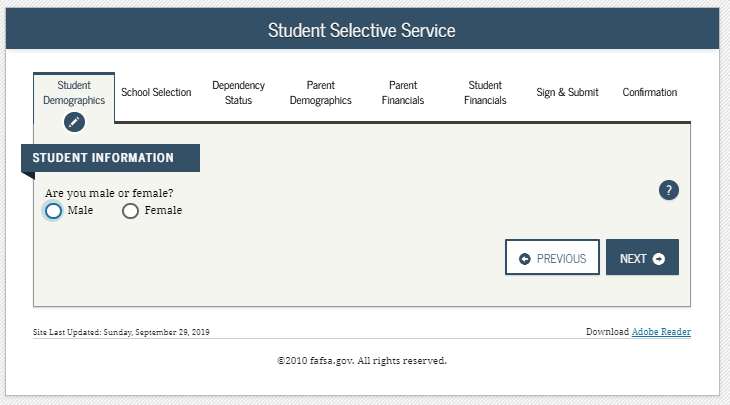 Student Selective Service
Student
Demographics
School Selection
Dependency
Status
Parent
Demographics
Parent
Financials
Student
Financials
Sign & Submit
Confirmation
STUDENT INFORMATION
Are you male or female?
?
Male
Female
PREVIOUS
NEXT
Site Last Updated: Sunday, September 29, 2019
Download Adobe Reader
©2010 fafsa.gov. All rights reserved.